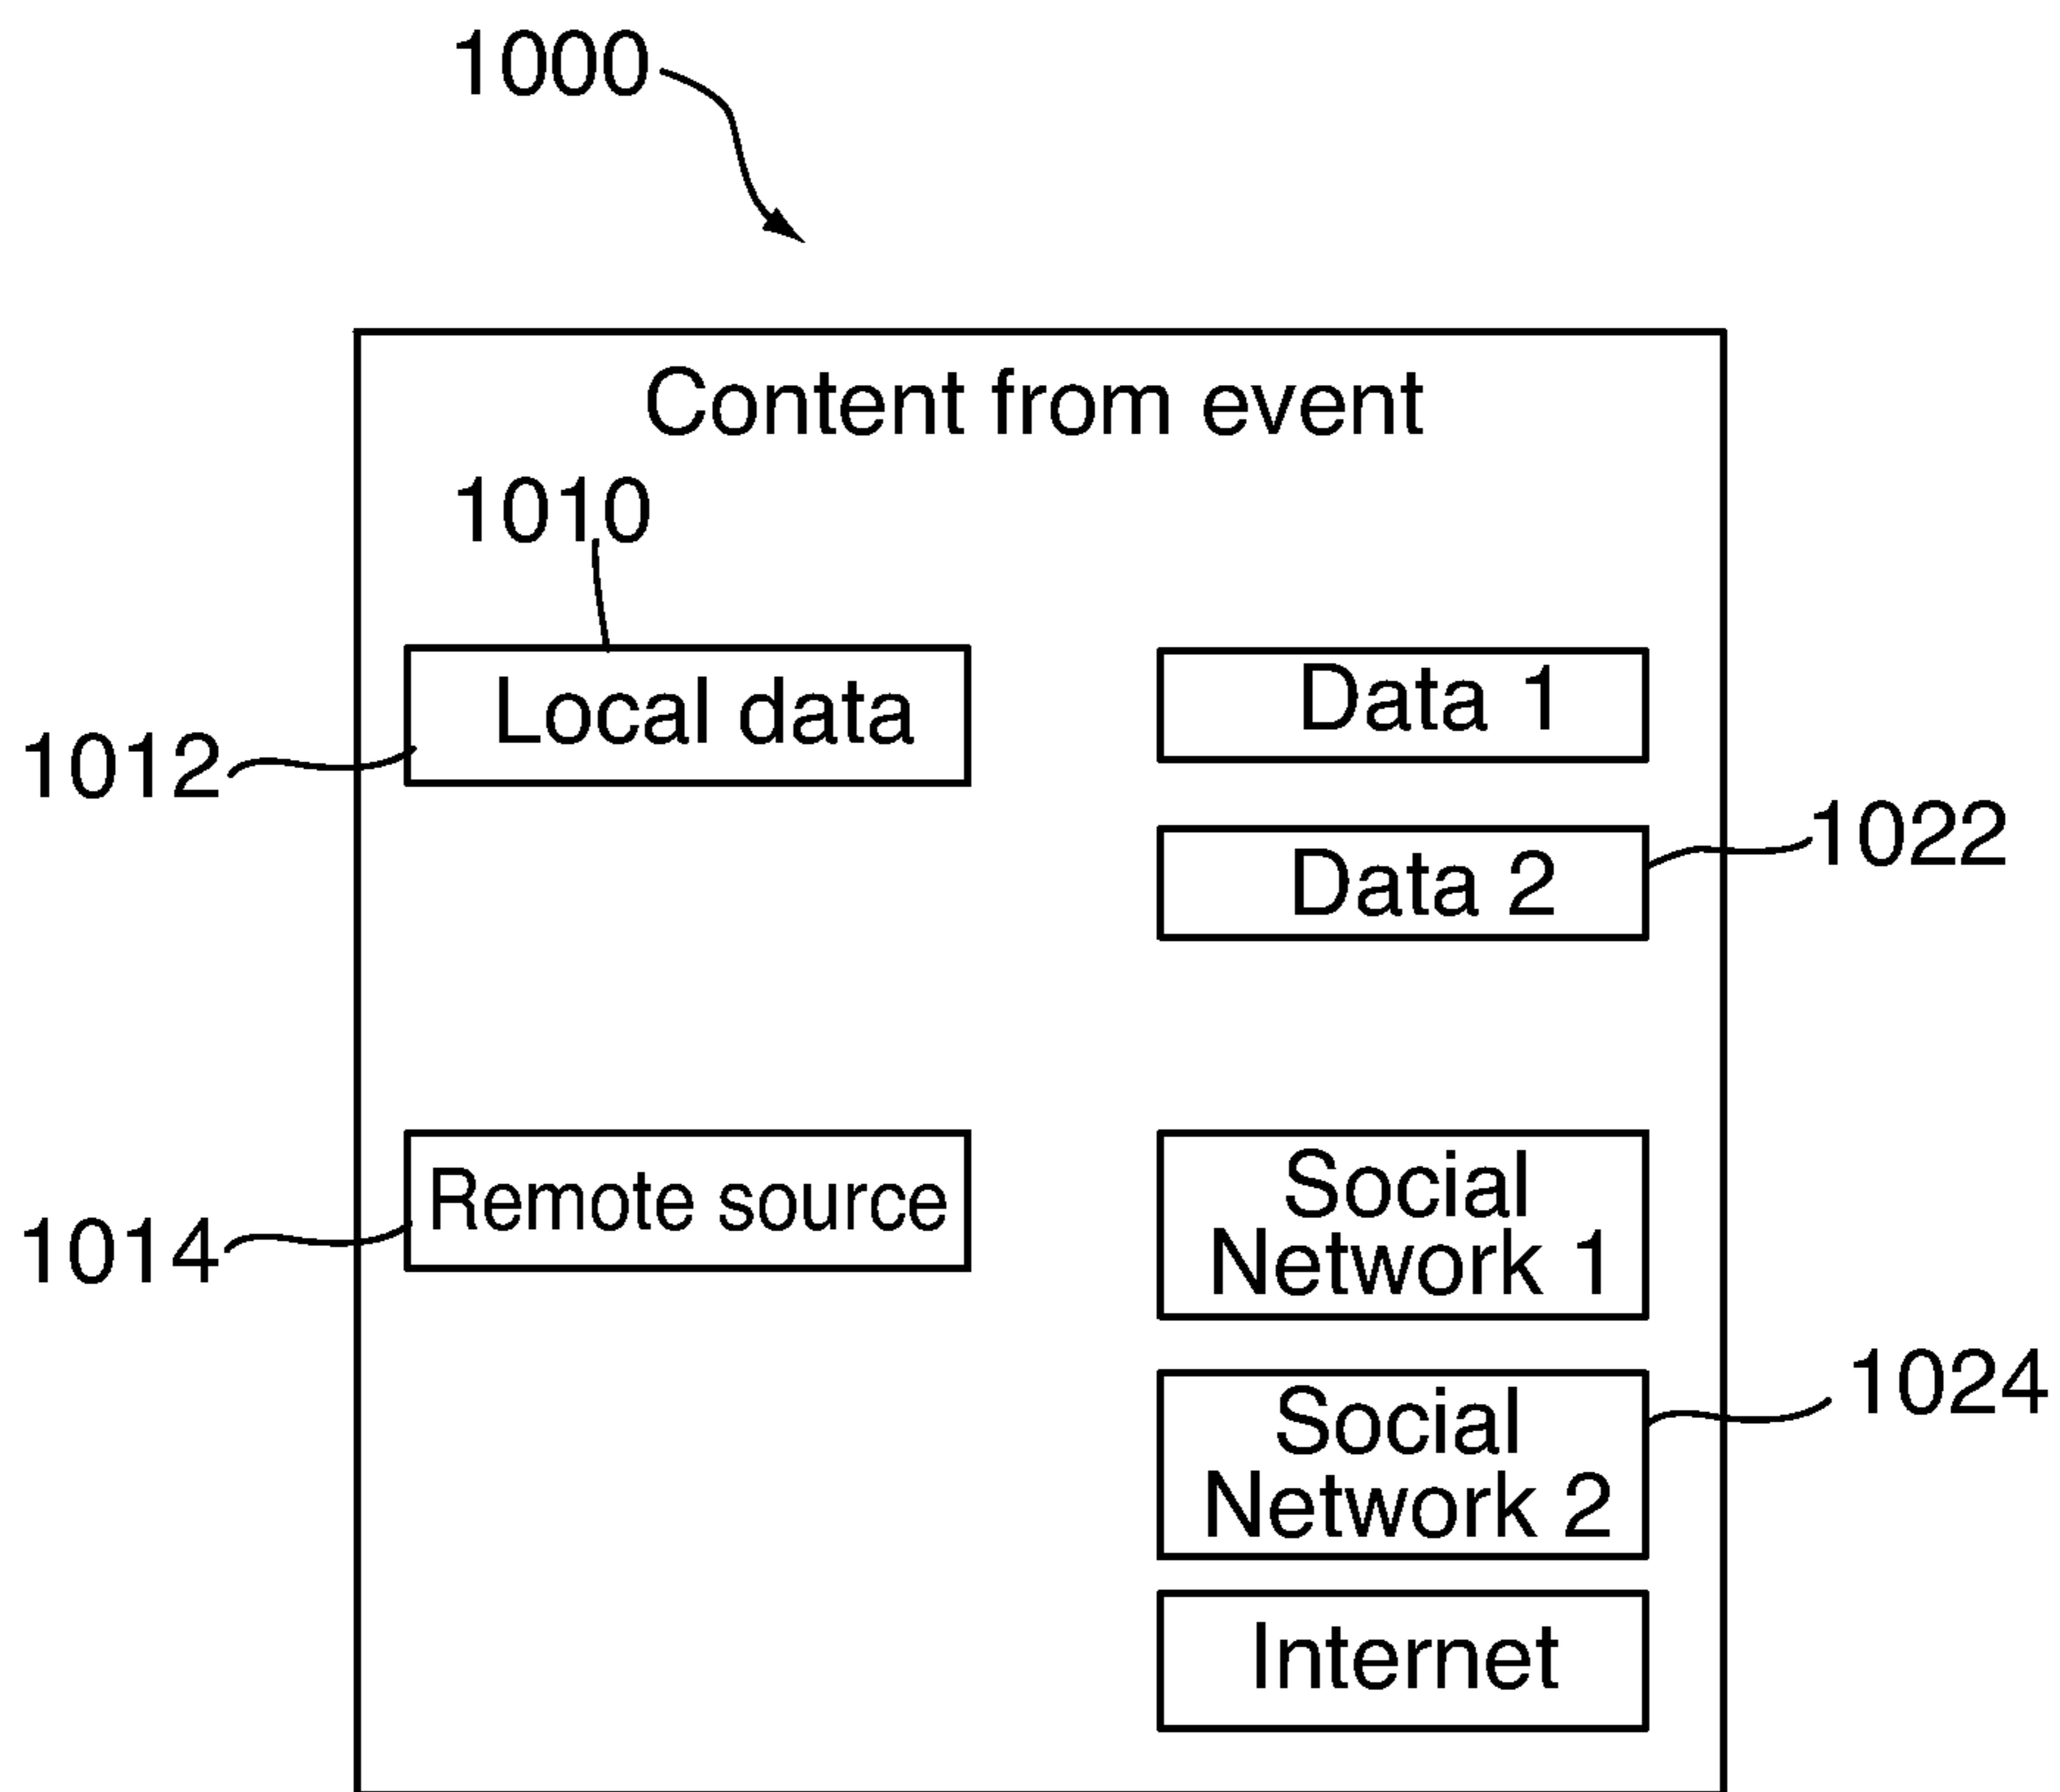 1000
Content from event
1010
Local data
Data 1
1012
Data 2
1022
Remote source
1014
Social
Network 1
Social
Network 2
1024
Internet